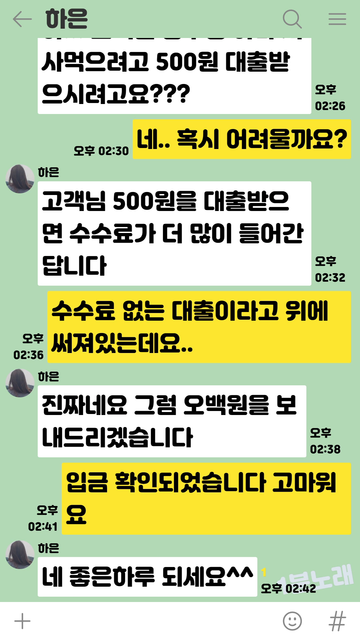 하은
사먹으려고 500원 대출받
으시려고요???
오후
02:26
네.. 혹시 어려울까요?
오후 02:30
하은
고객님 500원을 대출받으
면 수수료가 더 많이 들어간
답니다
오후
02:32
수수료 없는 대출이라고 위에
써져있는데요..
오후
02:36
하은
진짜네요 그럼 오백원을 보
내드리겠습니다
오후
02:38
입금 확인되었습니다 고마워
요
오후
02:41
하은
네 좋은하루 되세요^^
1
오후 02:42
노래